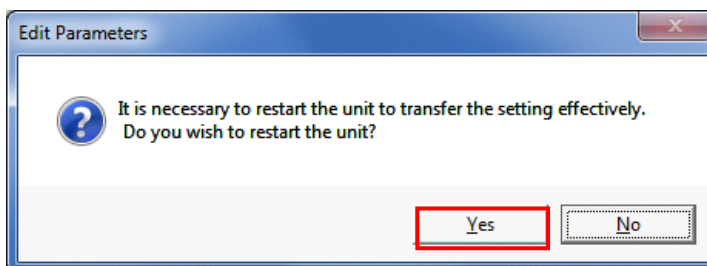 Edit Parameters
It is necessary to restart the unit to transfer the setting effectively.
Do you wish to restart the unit?
Yes
No